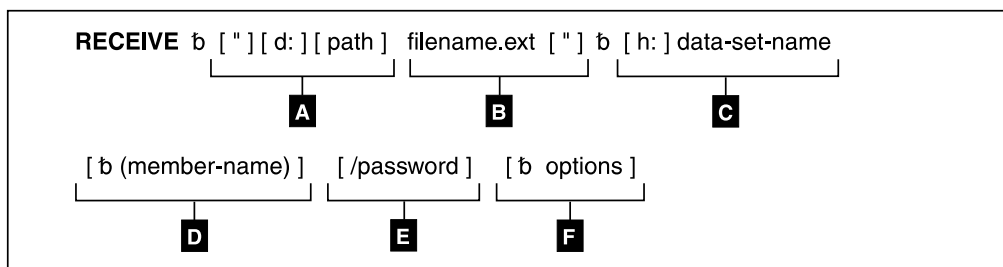 RECEIVE ƀ [ " ] [ d: ] [ path ] filename.ext [ " ] ƀ [ h: ] data-set-name
A B C
[ ƀ (member-name) ] [ /password ] [ ƀ options ]
D E F